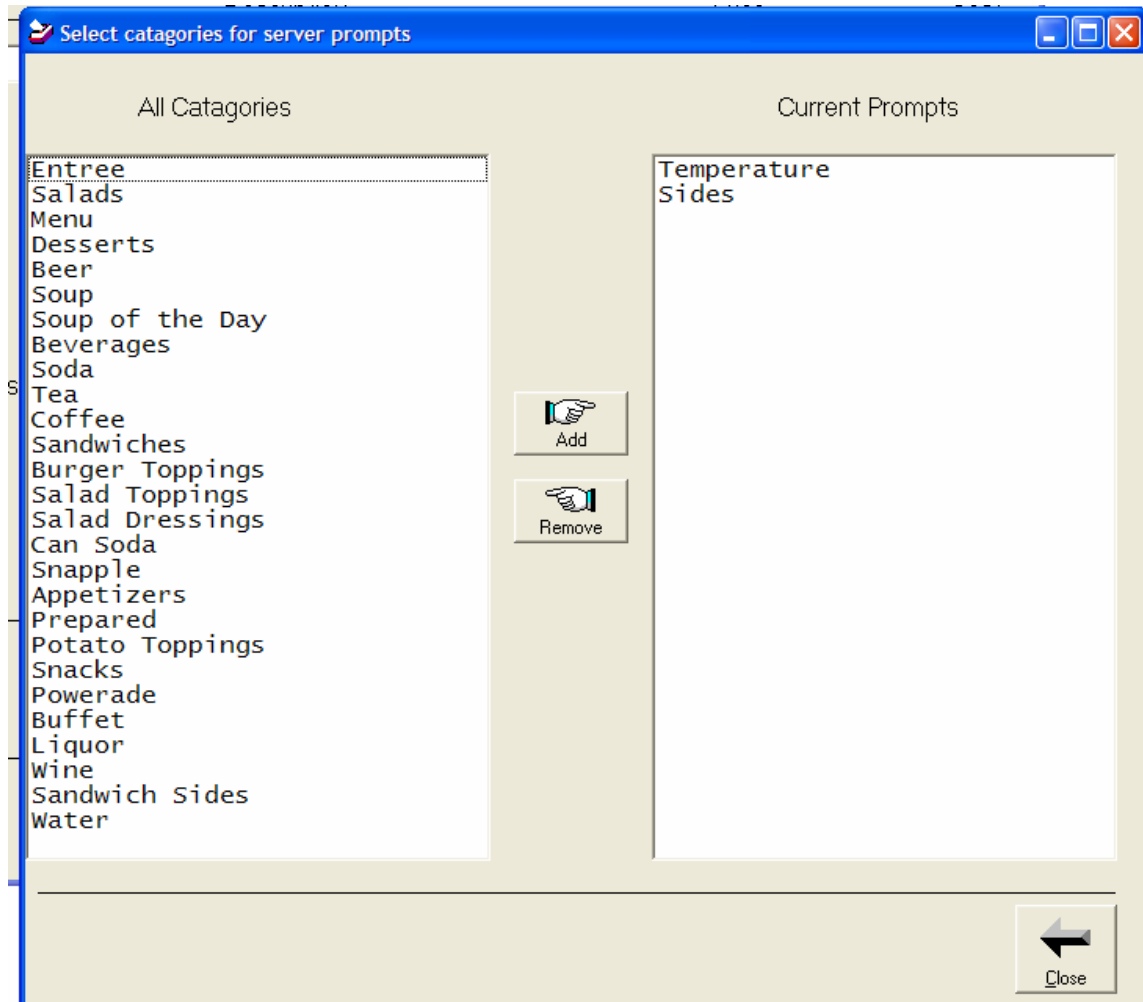 Select catagories for server prompts
All Catagories
Current Prompts
Entree
Salads
Menu
Desserts
Beer
Soup
Soup of the Day
Beverages
Soda
Tea
Coffee
Sandwiches
Burger Toppings
Salad Toppings
Salad Dressings
Can Soda
Snapple
Appetizers
Prepared
Potato Toppings
Snacks
Powerade
Buffet
Liquor
Wine
Sandwich Sides
Water
Add
Remove
Temperature
Sides
Close